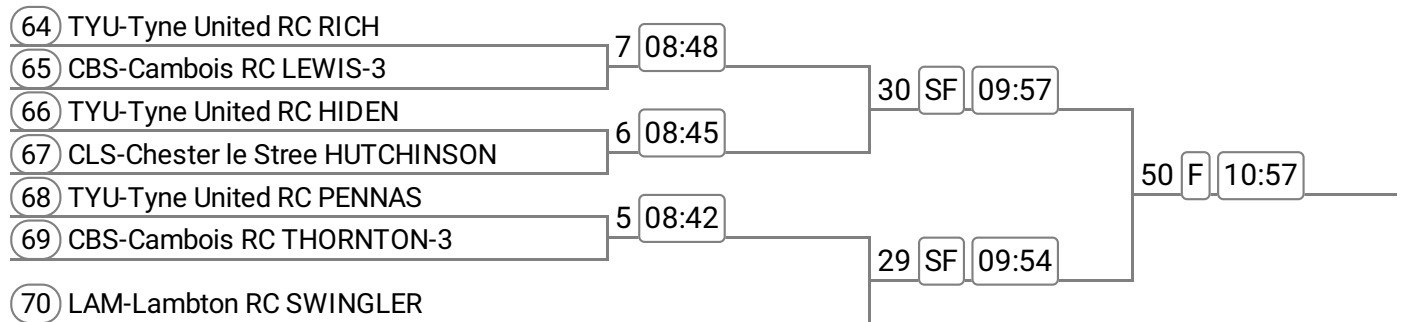 64 TYU-Tyne United RC RICH
7 08:48
65 CBS-Cambois RC LEWIS-3
30 SF 09:57
66 TYU-Tyne United RC HIDEN
6 08:45
67 CLS-Chester le Stree HUTCHINSON
50 F 10:57
68 TYU-Tyne United RC PENNAS
5 08:42
69 CBS-Cambois RC THORNTON-3
29 SF 09:54
70 LAM-Lambton RC SWINGLER